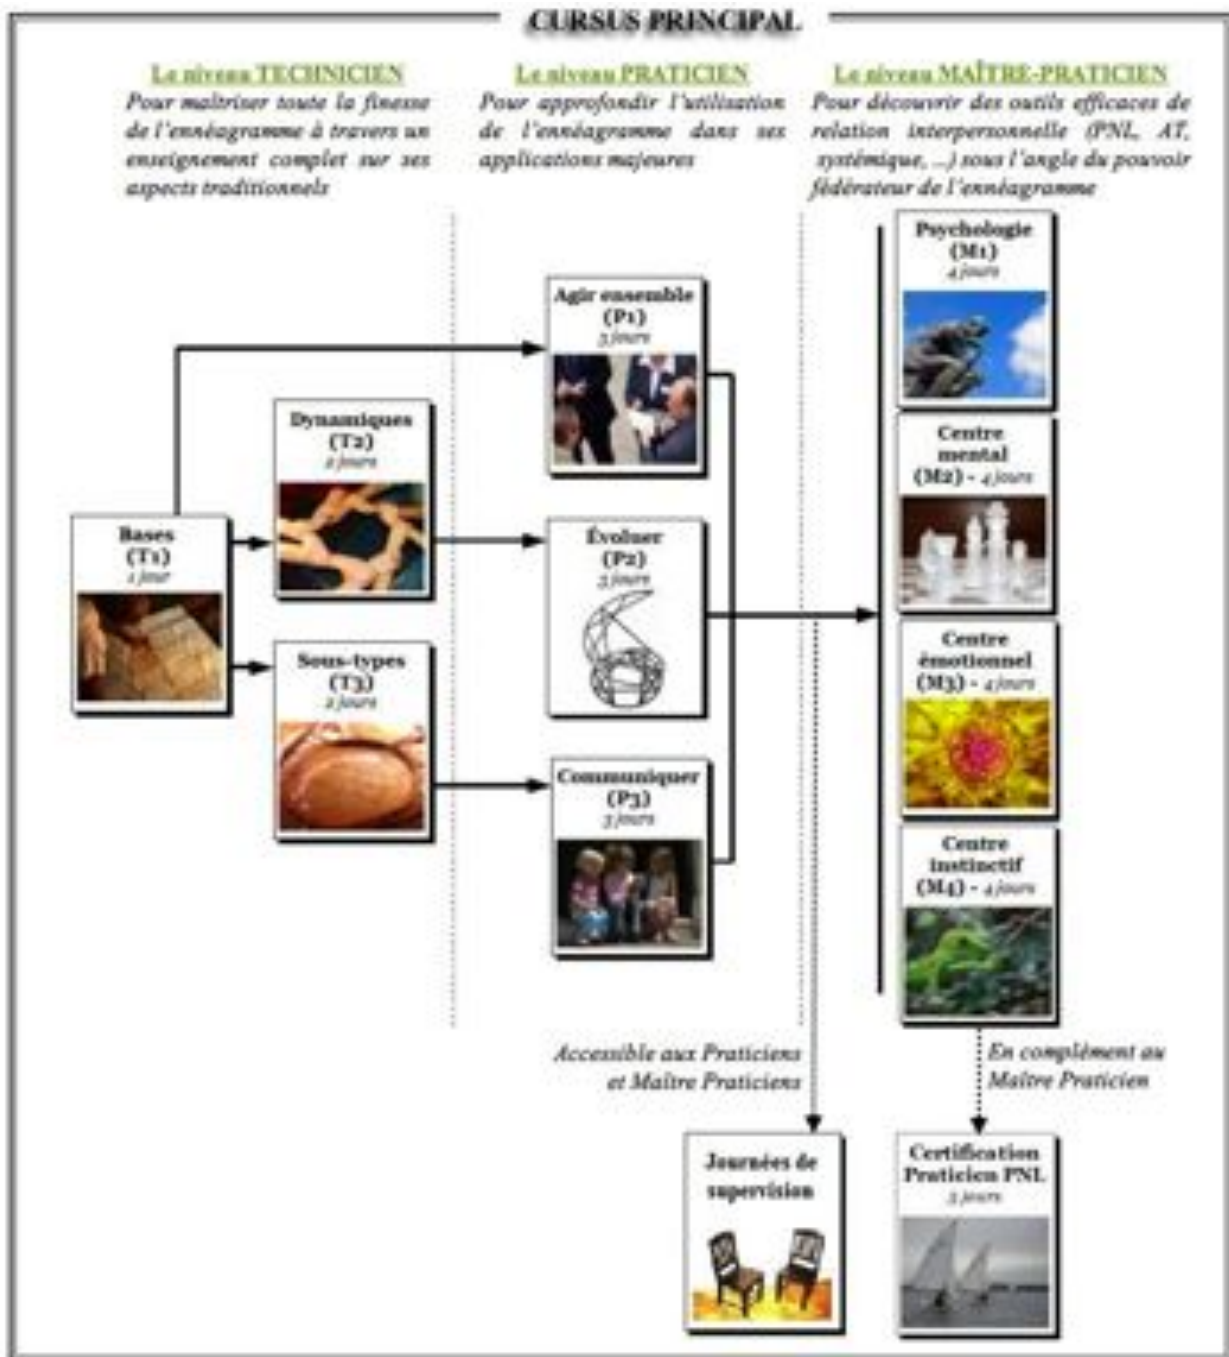 CURSUS PRINCIPAL
Le niveau TECHNICIEN
Pour maîtriser toute la finesse
de l'ennéagramme à travers un
enseignement complet sur ses
aspects traditionnels
Le niveau PRATICIEN
Pour approfondir l'utilisation
de l'ennéagramme dans ses
applications majeures
Le niveau MAÎTRE-PRATICIEN
Pour découvrir des outils efficaces de
relation interpersonnelle (PNL, AT,
systémique, ...) sous l'angle du pouvoir
fédérateur de l'ennéagramme
Bases
(T1)
1 jour
Dynamiques
(T2)
2 jours
Sous-types
(T3)
2 jours
Agir ensemble
(P1)
3 jours
Évoluer
(P2)
3 jours
Communiquer
(P3)
3 jours
Psychologie
(M1)
4 jours
Centre
mental
(M2) - 4 jours
Centre
émotionnel
(M3) - 4 jours
Centre
instinctif
(M4) - 4 jours
Accessible aux Praticiens
et Maître Praticiens
En complément au
Maître Praticien
Journées de
supervision
Certification
Praticien PNL
jours